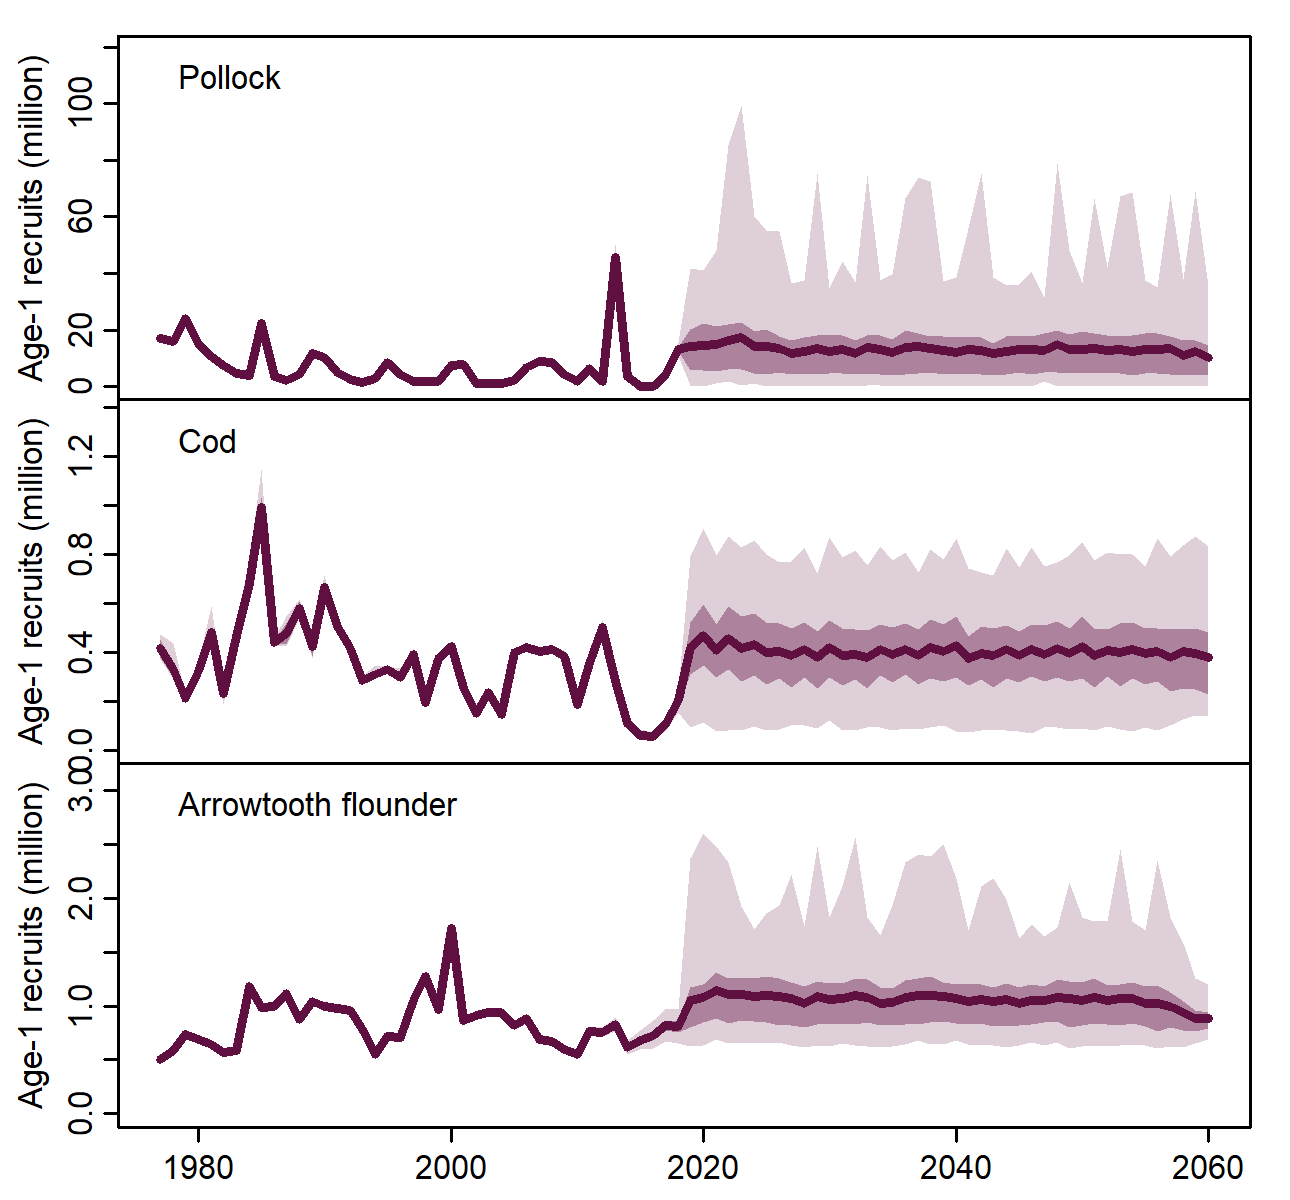 Age-1 recruits (million)
0 20 60 100
Pollock
Age-1 recruits (million)
0.0 0.4 0.8 1.2
Cod
Age-1 recruits (million)
0.0 1.0 2.0 3.0
Arrowtooth flounder
1980 2000 2020 2040 2060